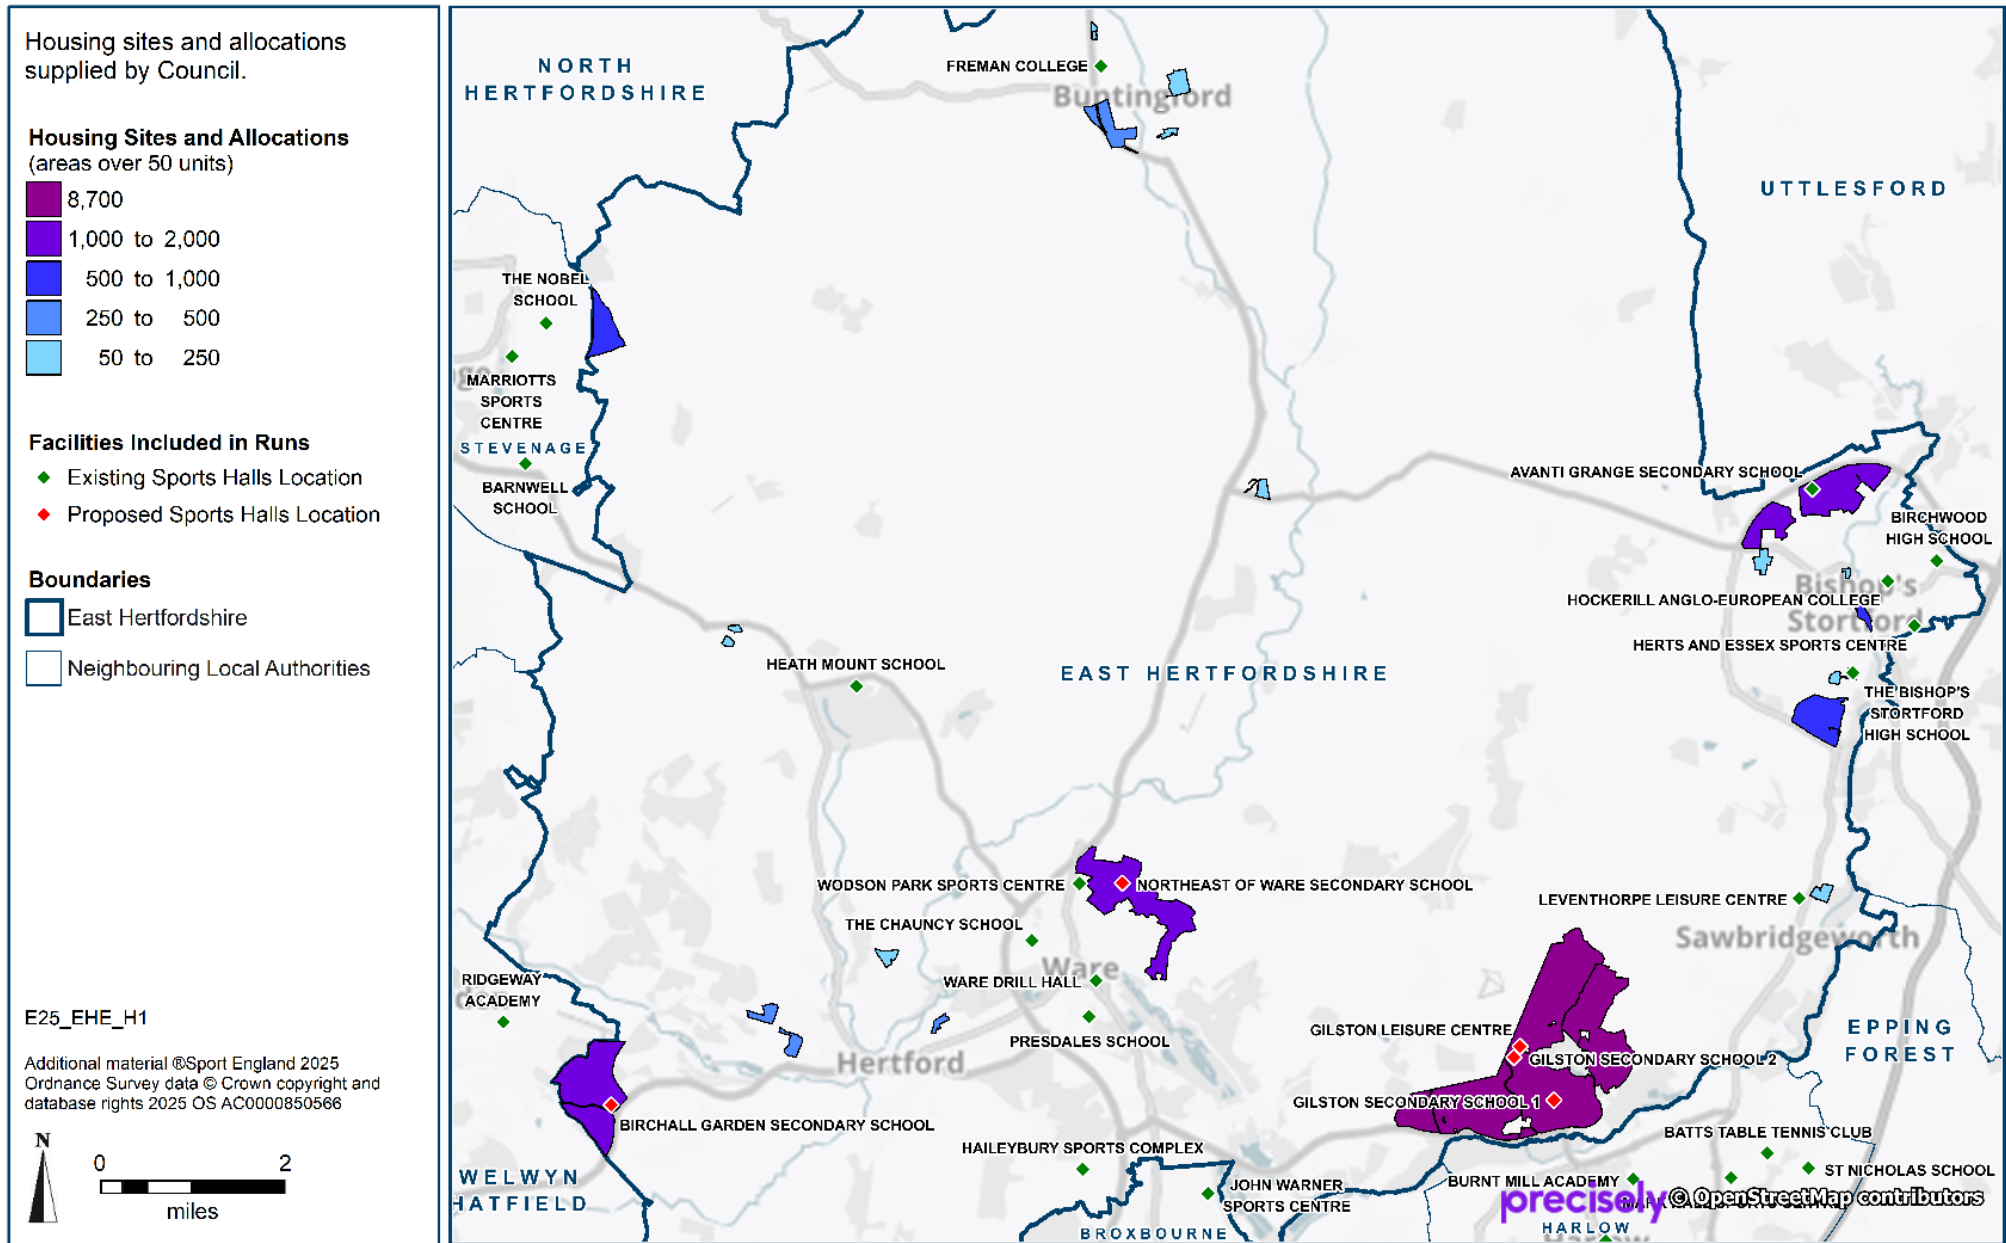 Housing sites and allocations
supplied by Council.
Housing Sites and Allocations
(areas over 50 units)
8,700
1,000 to 2,000
500 to 1,000
250 to 500
50 to 250
Facilities Included in Runs
Existing Sports Halls Location
Proposed Sports Halls Location
Boundaries
East Hertfordshire
Neighbouring Local Authorities
E25_EHE_H1
Additional material ®Sport England 2025
Ordnance Survey data © Crown copyright and
database rights 2025 OS AC0000850566
N
0 2
miles
NORTH
HERTFORDSHIRE
FREMAN COLLEGE
Buntingford
UTTLESFORD
THE NOBEL
SCHOOL
MARRIOTTS
SPORTS
CENTRE
STEVENAGE
BARNWELL
SCHOOL
AVANTI GRANGE SECONDARY SCHOOL
BIRCHWOOD
HIGH SCHOOL
Bishop's
Stortford
HOCKERILL ANGLO-EUROPEAN COLLEGE
HERTS AND ESSEX SPORTS CENTRE
THE BISHOP'S
STORTFORD
HIGH SCHOOL
HEATH MOUNT SCHOOL
EAST HERTFORDSHIRE
WODSON PARK SPORTS CENTRE
NORTHEAST OF WARE SECONDARY SCHOOL
LEVENTHORPE LEISURE CENTRE
Sawbridgeworth
THE CHAUNCY SCHOOL
Ware
WARE DRILL HALL
PRESDALES SCHOOL
RIDGEWAY
ACADEMY
den
Hertford
GILSTON LEISURE CENTRE
GILSTON SECONDARY SCHOOL 2
GILSTON SECONDARY SCHOOL 1
EPPING
FOREST
BIRCHALL GARDEN SECONDARY SCHOOL
WELWYN
HATFIELD
HAILEYBURY SPORTS COMPLEX
JOHN WARNER
SPORTS CENTRE
BROXBOURNE
BATTS TABLE TENNIS CLUB
ST NICHOLAS SCHOOL
BURNT MILL ACADEMY
precisely © OpenStreetMap contributors
HARLOW
Harlow